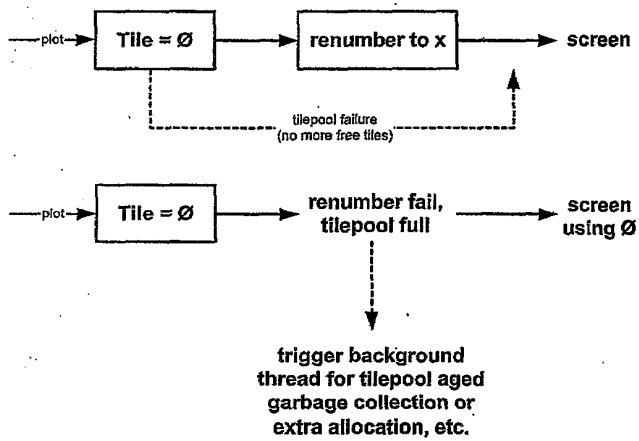 plot
Tile = Ø
renumber to x
screen
tilepool failure
(no more free tiles)
plot
Tile = Ø
renumber fail,
tilepool full
screen
using Ø
trigger background
thread for tilepool aged
garbage collection or
extra allocation, etc.